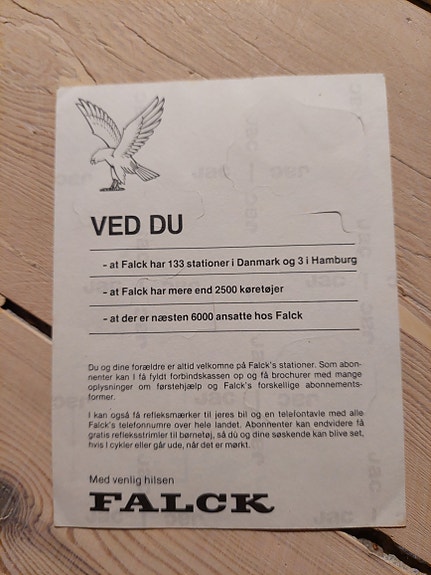 VED DU
- at Falck har 133 stationer i Danmark og 3 i Hamburg
- at Falck har mere end 2500 køretøjer
- at der er næsten 6000 ansatte hos Falck
Du og dine forældre er altid velkomne på Falck's stationer. Som abon-
nenter kan I få fyldt forbindskassen op og få brochurer med mange
oplysninger om førstehjælp og Falck's forskellige abonnements-
former.
I kan også få refleksmærker til jeres bil og en telefontavle med alle
Falck's telefonnumre over hele landet. Abonnenter kan endvidere få
gratis refleksstrimler til børnetøj, så du og dine søskende kan blive set,
hvis I cykler eller går ude, når det er mørkt.
Med venlig hilsen
FALCK